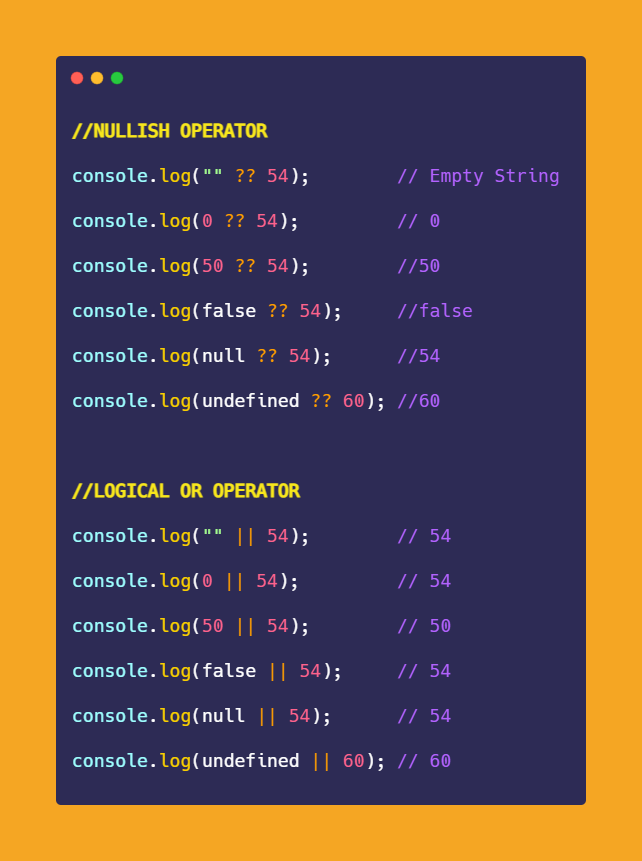 //NULLISH OPERATOR
console.log("" ?? 54);        // Empty String
console.log(0 ?? 54);         // 0
console.log(50 ?? 54);        //50
console.log(false ?? 54);     //false
console.log(null ?? 54);      //54
console.log(undefined ?? 60); //60
//LOGICAL OR OPERATOR
console.log("" || 54);        // 54
console.log(0 || 54);         // 54
console.log(50 || 54);        // 50
console.log(false || 54);     // 54
console.log(null || 54);      // 54
console.log(undefined || 60); // 60